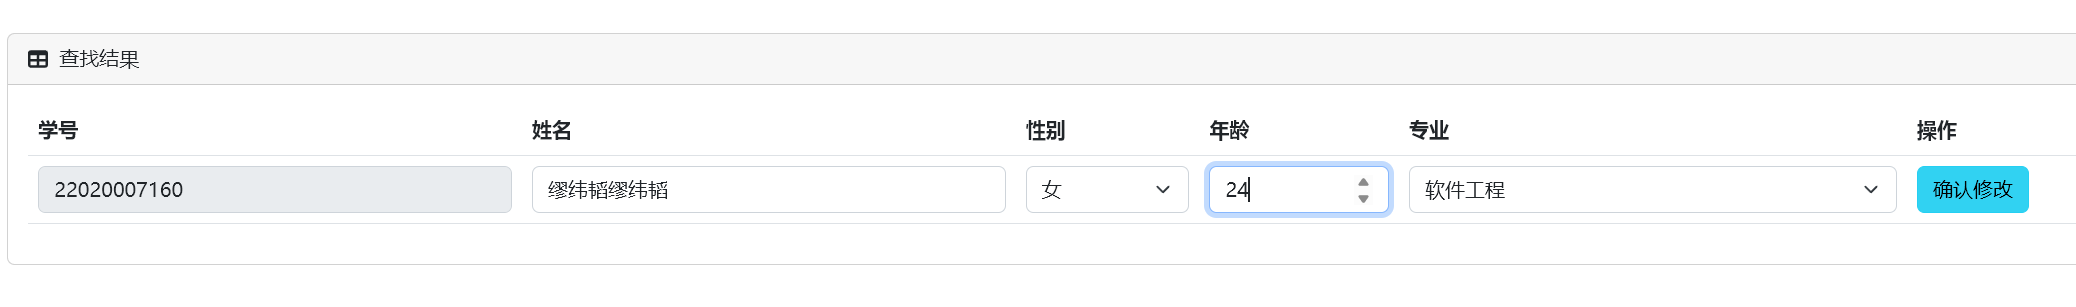 查找结果
学号 姓名 性别 年龄 专业 操作
22020007160 缪纬韬缪纬韬 女 24 软件工程 确认修改